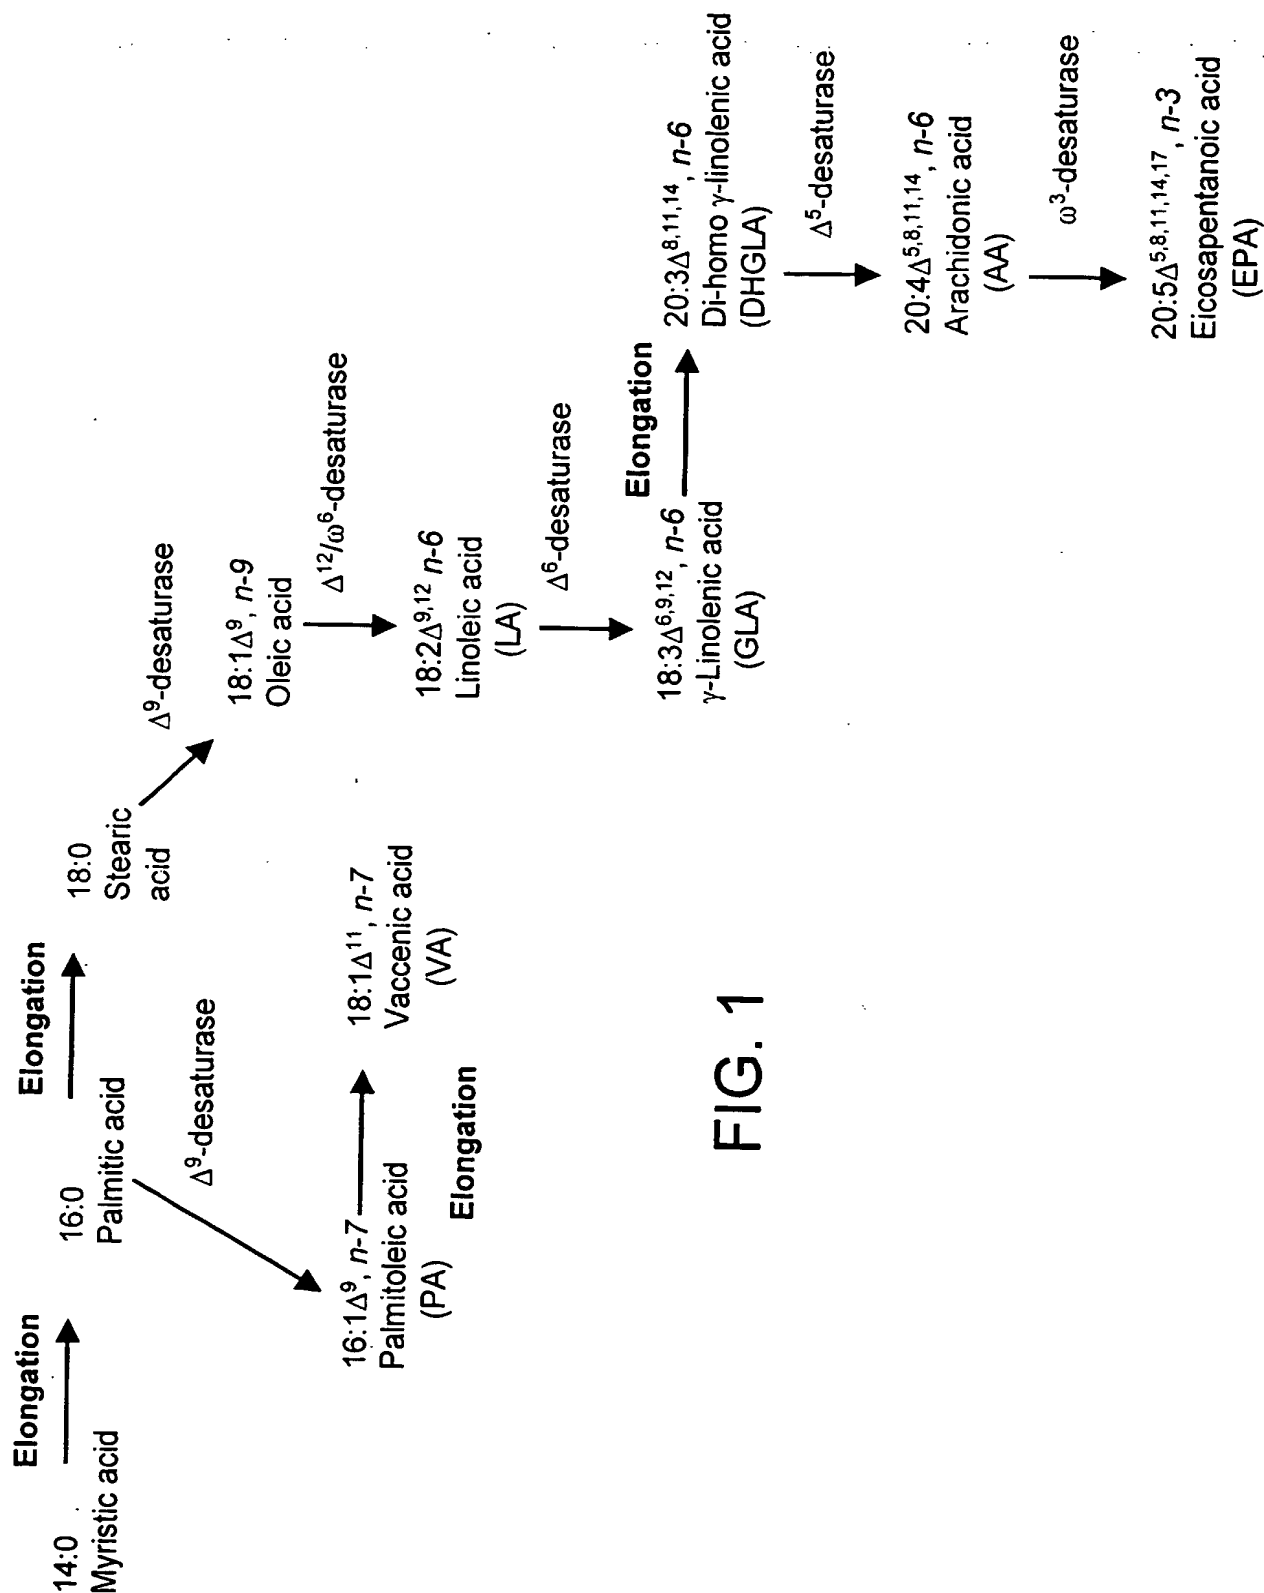 14:0
Myristic acid
Elongation
16:0
Palmitic acid
Elongation
18:0
Stearic
acid
Δ9-desaturase
16:1Δ9, n-7
Palmitoleic acid
(PA)
Elongation
18:1Δ11, n-7
Vaccenic acid
(VA)
Δ9-desaturase
18:1Δ9, n-9
Oleic acid
Δ12/ω6-desaturase
18:2Δ9,12 n-6
Linoleic acid
(LA)
Δ6-desaturase
18:3Δ6,9,12, n-6
γ-Linolenic acid
(GLA)
Elongation
20:3Δ8,11,14, n-6
Di-homo γ-linolenic acid
(DHGLA)
Δ5-desaturase
20:4Δ5,8,11,14, n-6
Arachidonic acid
(AA)
ω3-desaturase
20:5Δ5,8,11,14,17, n-3
Eicosapentanoic acid
(EPA)
FIG. 1